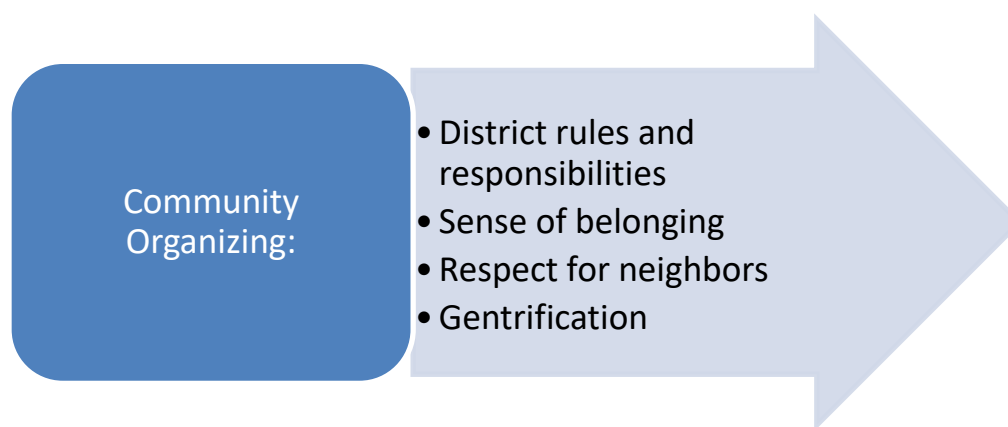 Community
Organizing:
• District rules and
responsibilities
• Sense of belonging
• Respect for neighbors
• Gentrification